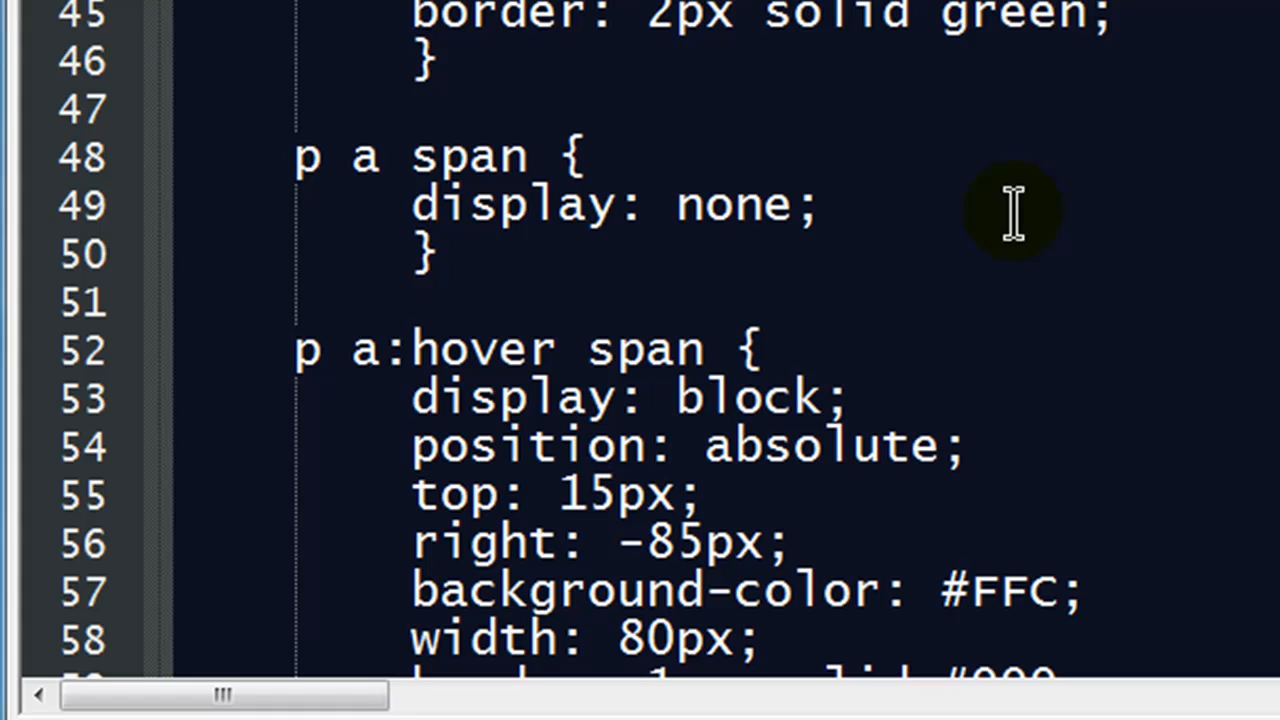 45 border: 2px solid green;
46 }
47
48 p a span {
49 display: none;
50 }
51
52 p a:hover span {
53 display: block;
54 position: absolute;
55 top: 15px;
56 right: -85px;
57 background-color: #FFC;
58 width: 80px;